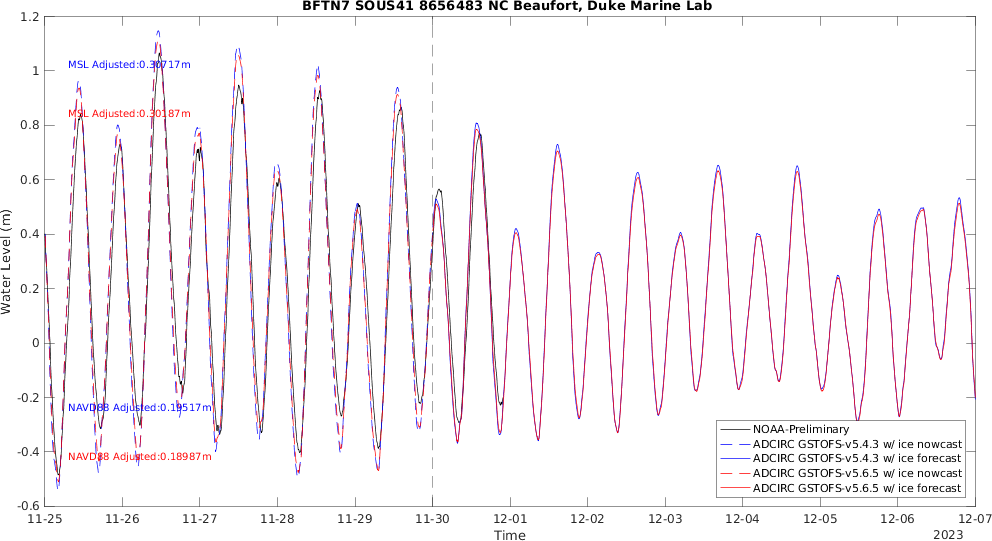 BFTN7 SOUS41 8656483 NC Beaufort, Duke Marine Lab
1.2
1
0.8
0.6
0.4
0.2
0
-0.2
-0.4
-0.6
Water Level (m)
MSL Adjusted:0.30717m
MSL Adjusted:0.30187m
NAVD88 Adjusted:0.19517m
NAVD88 Adjusted:0.18987m
NOAA-Preliminary
ADCIRC GSTOFS-v5.4.3 w/ ice nowcast
ADCIRC GSTOFS-v5.4.3 w/ ice forecast
ADCIRC GSTOFS-v5.6.5 w/ ice nowcast
ADCIRC GSTOFS-v5.6.5 w/ ice forecast
11-25 11-26 11-27 11-28 11-29 11-30 12-01 12-02 12-03 12-04 12-05 12-06 12-07
Time
2023